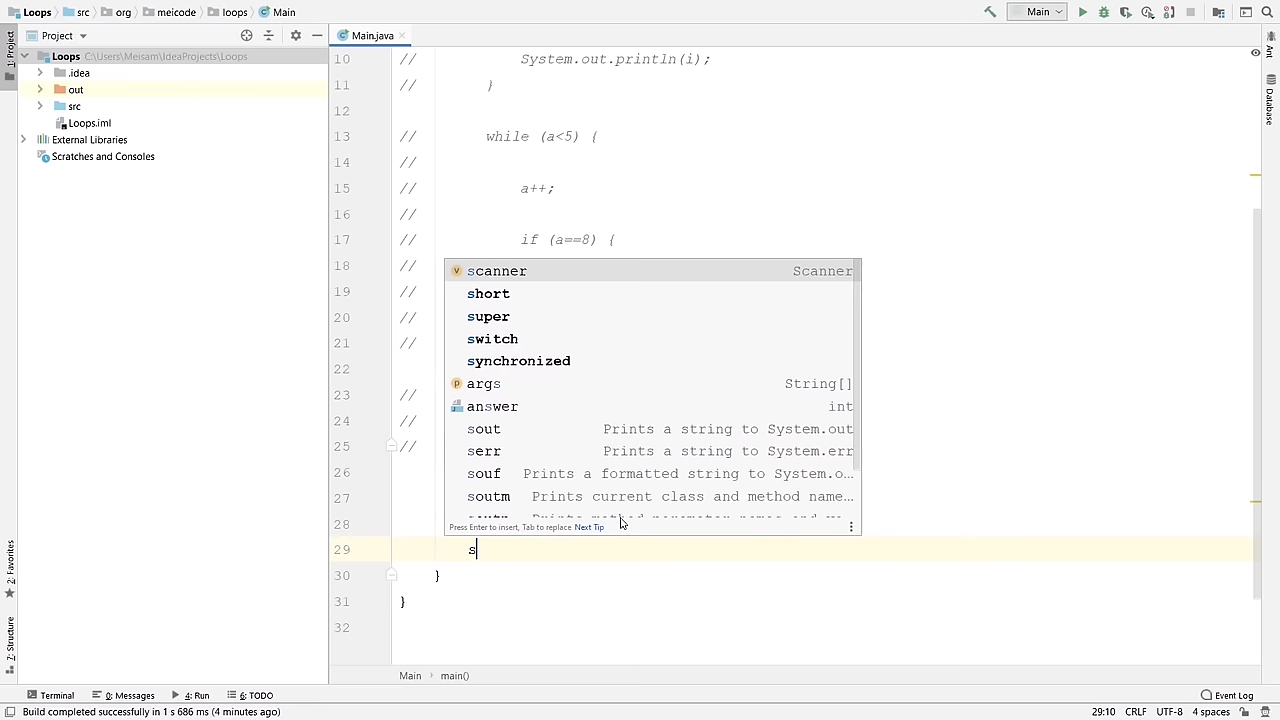 Loops src org meicode loops Main
Main
1: Project
Project
Main.java
Loops C:\Users\Meisam\IdeaProjects\Loops
.idea
out
src
Loops.iml
External Libraries
Scratches and Consoles
10 // System.out.println(i);
11 // }
12
13 // while (a<5) {
14 //
15 // a++;
16 //
17 // if (a==8) {
18 //
19 //
20 //
21 //
22
23 //
24 //
25 //
26
27
28
29 s
30 }
31 }
32
scanner Scanner
short
super
switch
synchronized
args String[]
answer int
sout Prints a string to System.out
serr Prints a string to System.err
souf Prints a formatted string to System.o…
soutm Prints current class and method name…
Press Enter to insert, Tab to replace Next Tip
Main main()
Ant
Database
2: Favorites
7: Structure
Terminal 0: Messages 4: Run 6: TODO Event Log
Build completed successfully in 1 s 686 ms (4 minutes ago) 29:10 CRLF UTF-8 4 spaces